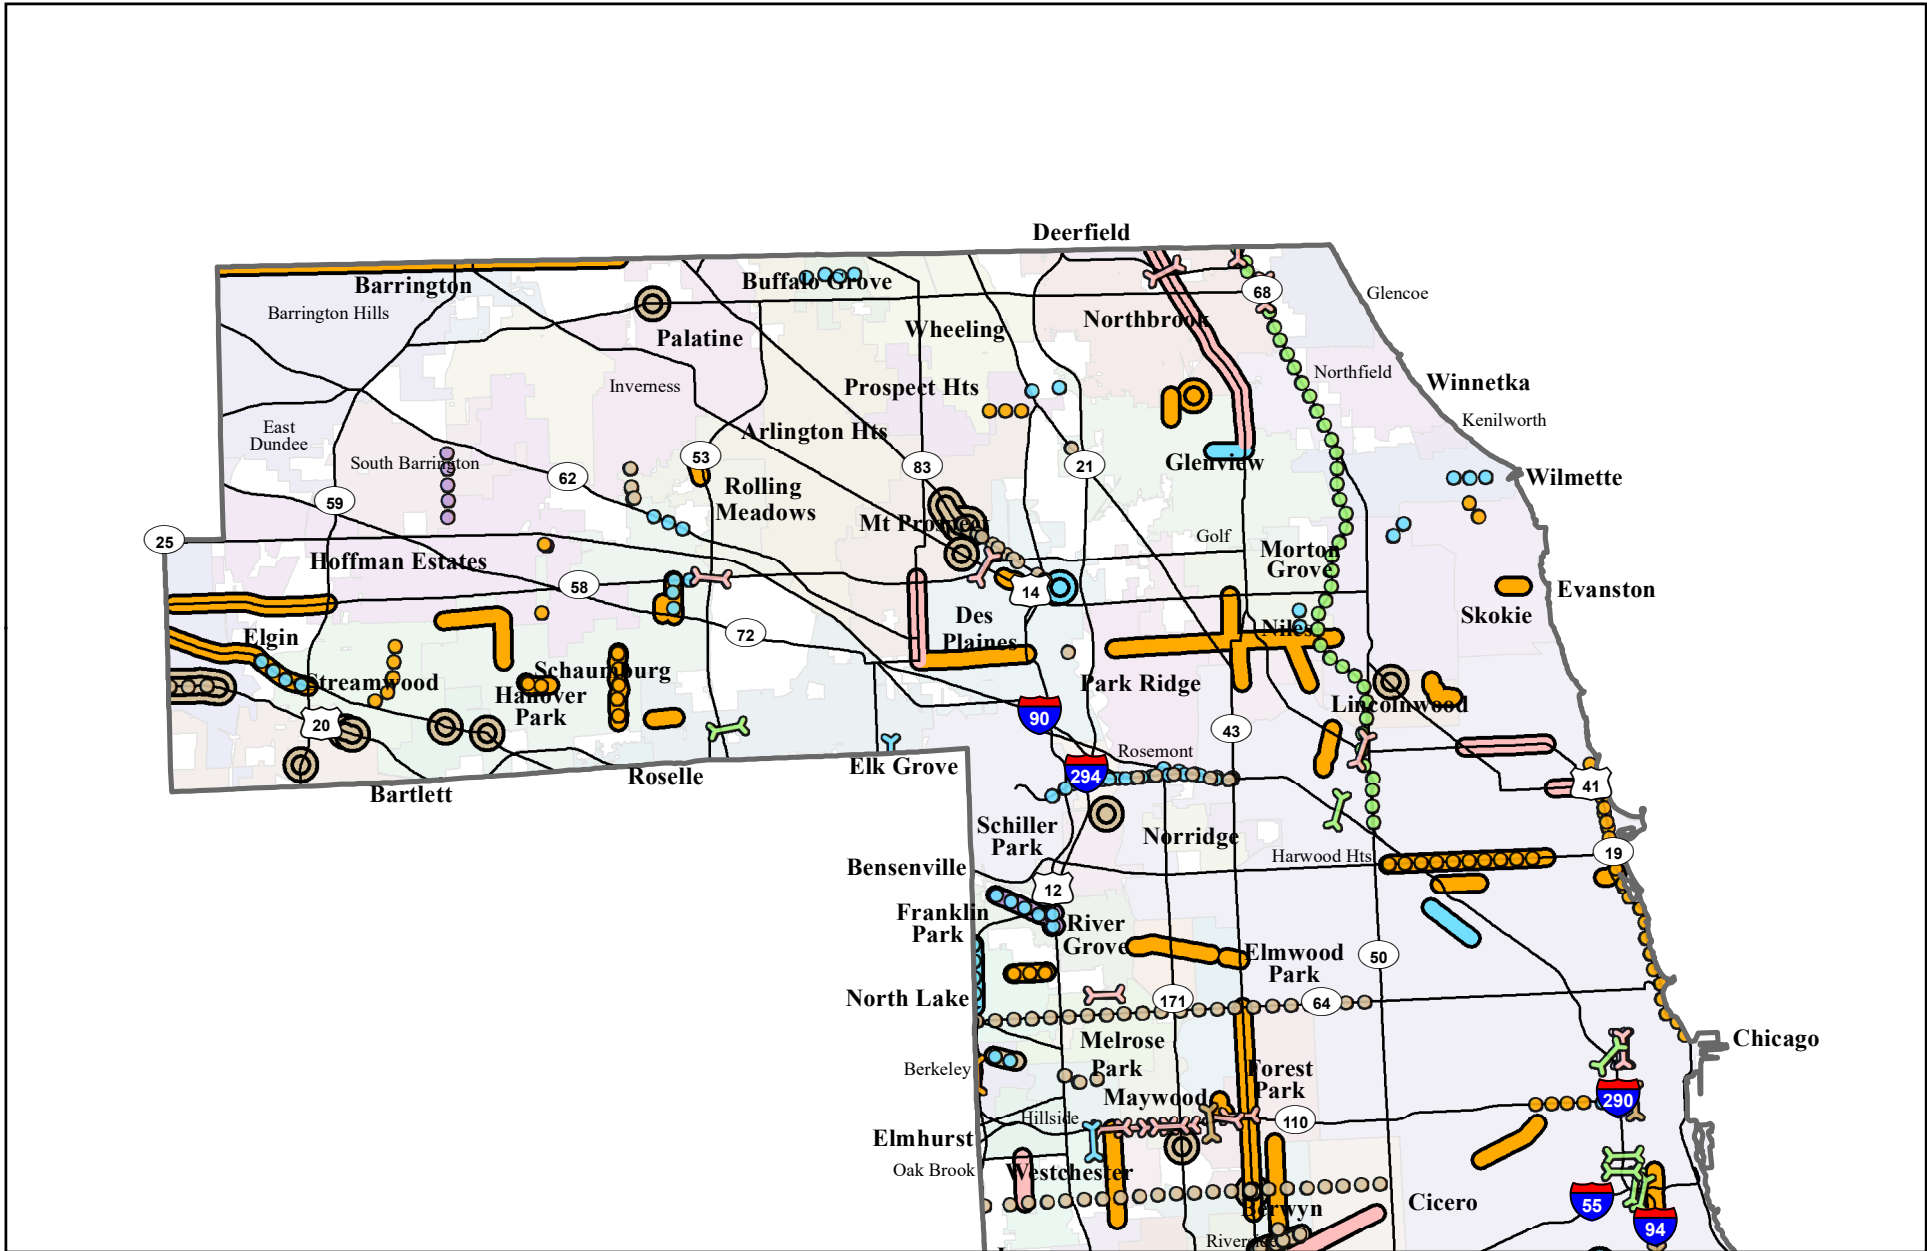 Deerfield
Barrington
Buffalo Grove
68
Glencoe
Barrington Hills
Palatine
Wheeling
Northbrook
Inverness
Prospect Hts
Northfield
Winnetka
Kenilworth
East
Dundee
South Barrington
Arlington Hts
53
83
21
Glenview
62
59
Rolling
Meadows
Wilmette
Mt Prospect
25
Golf
Morton
Grove
Hoffman Estates
58
14
Evanston
Skokie
Des
Plaines
72
Niles
Elgin
Streamwood
Schaumburg
Hanover
Park
Park Ridge
Lincolnwood
20
90
43
Rosemont
Elk Grove
Roselle
294
Bartlett
41
Schiller
Park
Norridge
Harwood Hts
19
Bensenville
12
Franklin
Park
River
Grove
Elmwood
Park
50
North Lake
171
64
Chicago
Melrose
Park
Berkeley
Forest
Park
Maywood
290
Hillside
110
Elmhurst
Oak Brook
Westchester
Cicero
55
Berwyn
94
Riverside